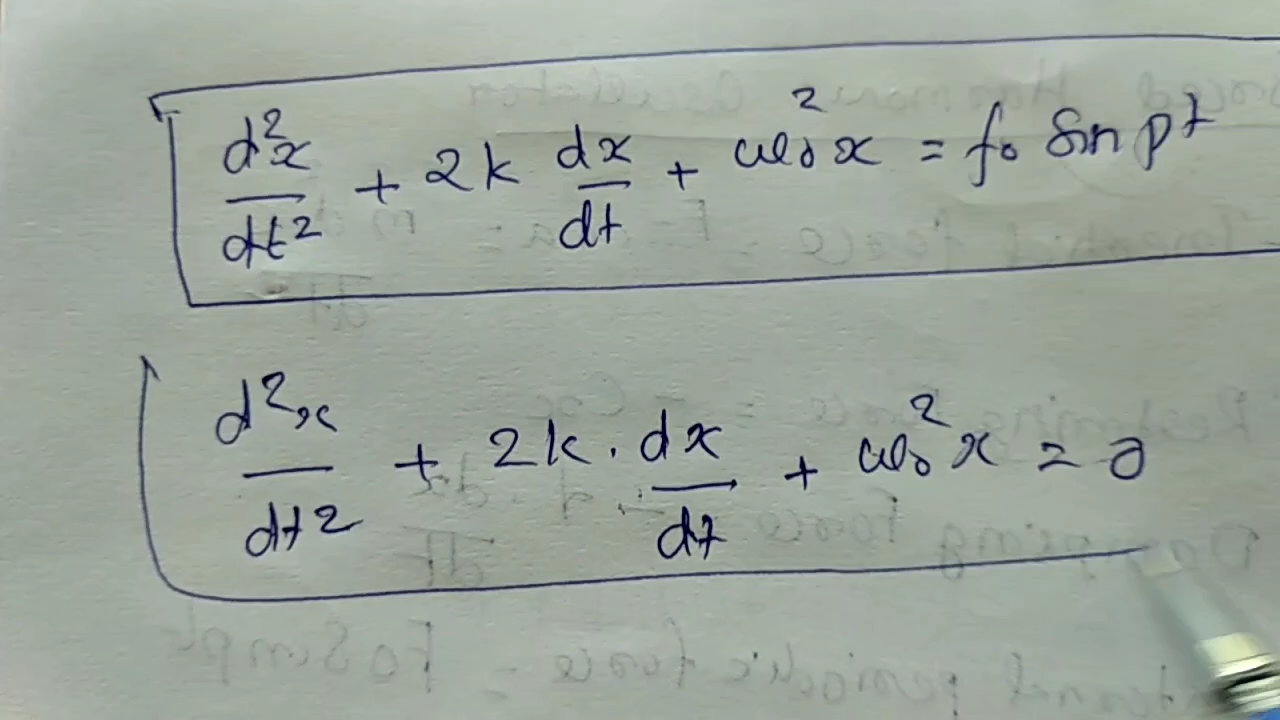 d²x/dt² + 2k dx/dt + ω₀²x = f₀ Sin pt
d²x/dt² + 2k . dx/dt + ω₀²x = 0